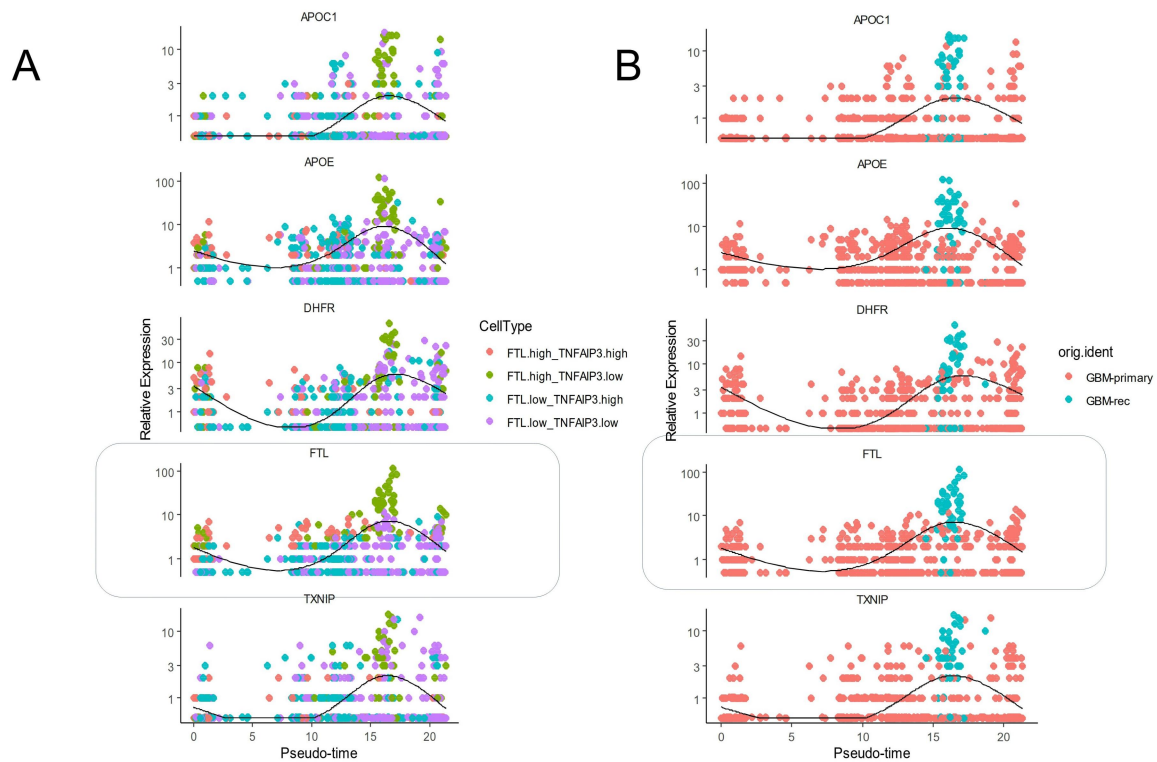 A
APOC1
10
3
1
APOE
100
10
1
DHFR
30
10
3
1
FTL
100
10
1
TXNIP
10
3
1
0 5 10 15 20
Pseudo-time
Relative Expression
CellType
FTL.high_TNFAIP3.high
FTL.high_TNFAIP3.low
FTL.low_TNFAIP3.high
FTL.low_TNFAIP3.low
B
APOC1
10
3
1
APOE
100
10
1
DHFR
30
10
3
1
FTL
100
10
1
TXNIP
10
3
1
0 5 10 15 20
Pseudo-time
Relative Expression
orig.ident
GBM-primary
GBM-rec